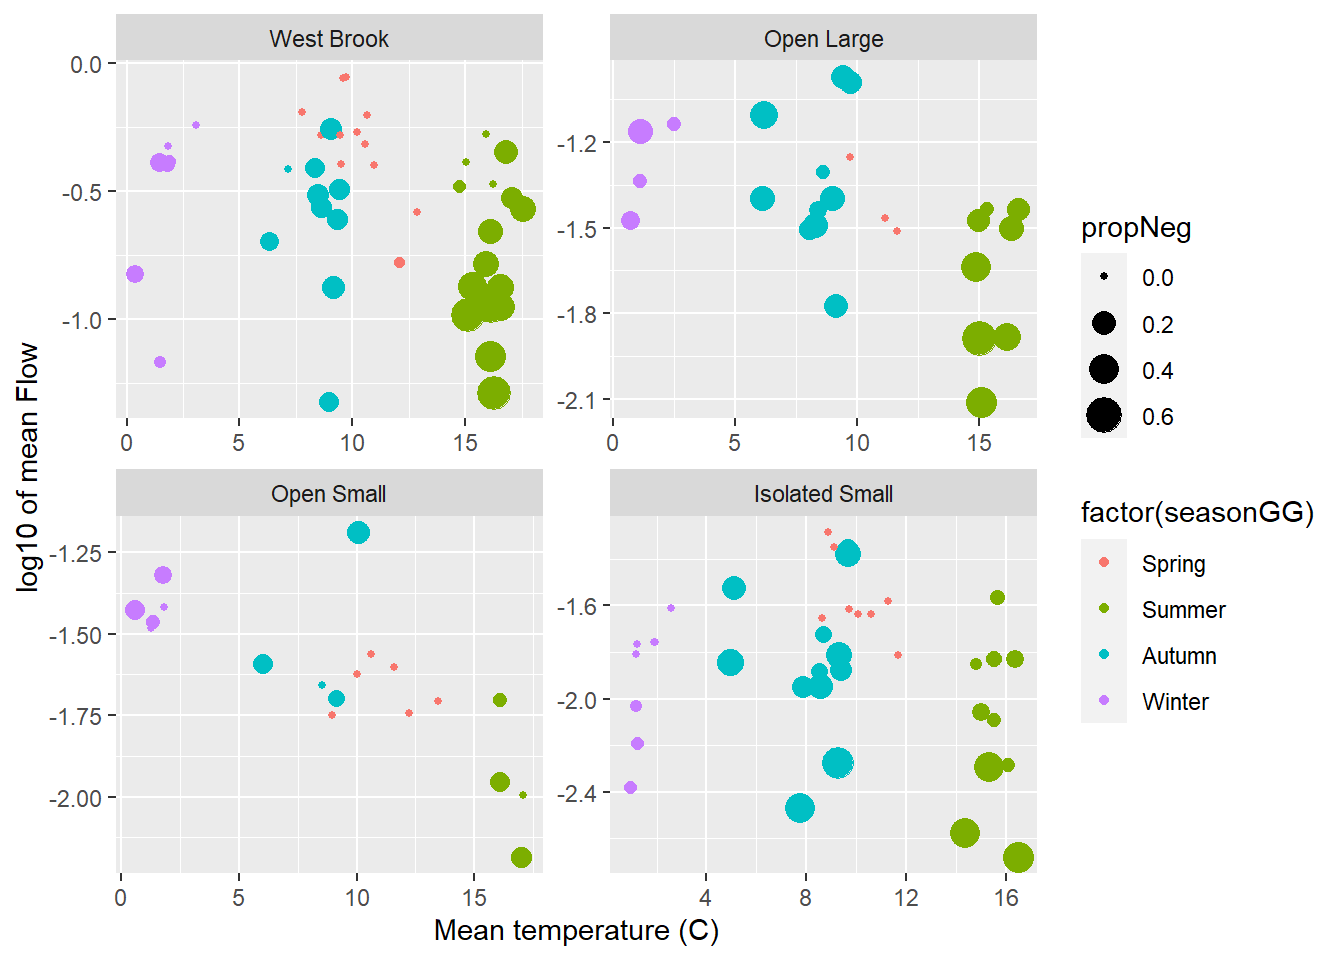 West Brook
Open Large
0.0
-0.5
-1.0
-1.2
-1.5
-1.8
-2.1
0
5
10
15
0
5
10
15
Open Small
Isolated Small
-1.25
-1.50
-1.75
-2.00
-1.6
-2.0
-2.4
0
5
10
15
4
8
12
16
Mean temperature (C)
log10 of mean Flow
propNeg
0.0
0.2
0.4
0.6
factor(seasonGG)
Spring
Summer
Autumn
Winter